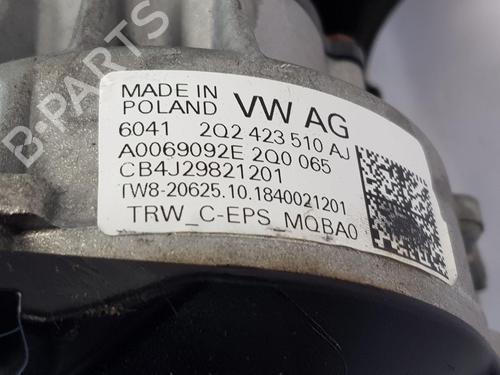 B-PARTS
MADE IN POLAND VW AG
6041 2Q2 423 510 AJ
A0069092E 2Q0 065
CB4J29821201
TW8-20625.10.1840021201
TRW_C-EPS_MQBA0